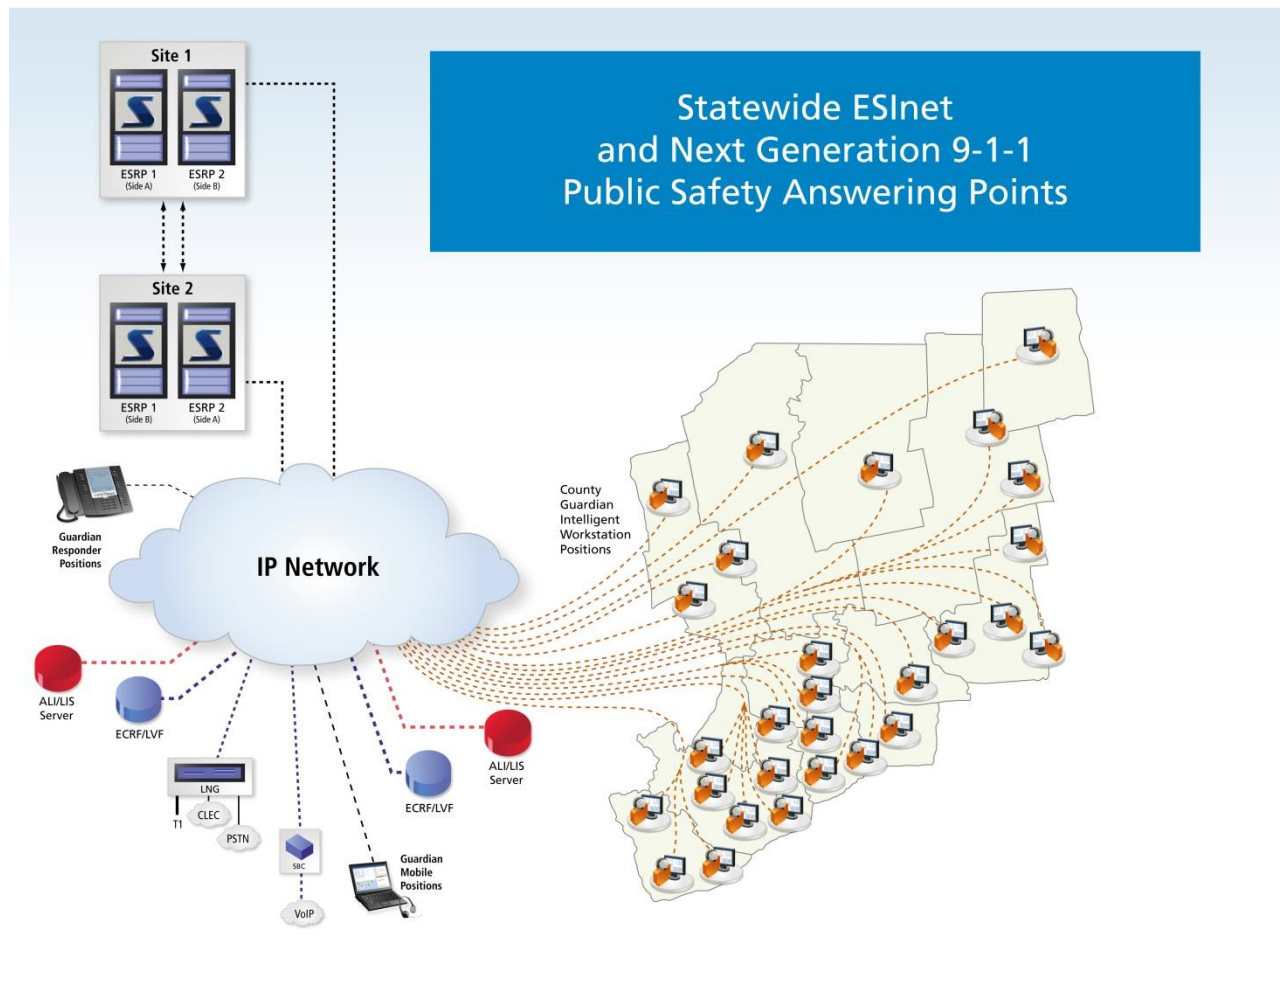 Site 1
ESRP 1
(Side A)
ESRP 2
(Side B)
Statewide ESInet
and Next Generation 9-1-1
Public Safety Answering Points
Site 2
ESRP 1
(Side B)
ESRP 2
(Side A)
Guardian
Responder
Positions
IP Network
County
Guardian
Intelligent
Workstation
Positions
ALI/LIS
Server
ECRF/LVF
LNG
T1
CLEC
PSTN
SBC
VoIP
Guardian
Mobile
Positions
ECRF/LVF
ALI/LIS
Server